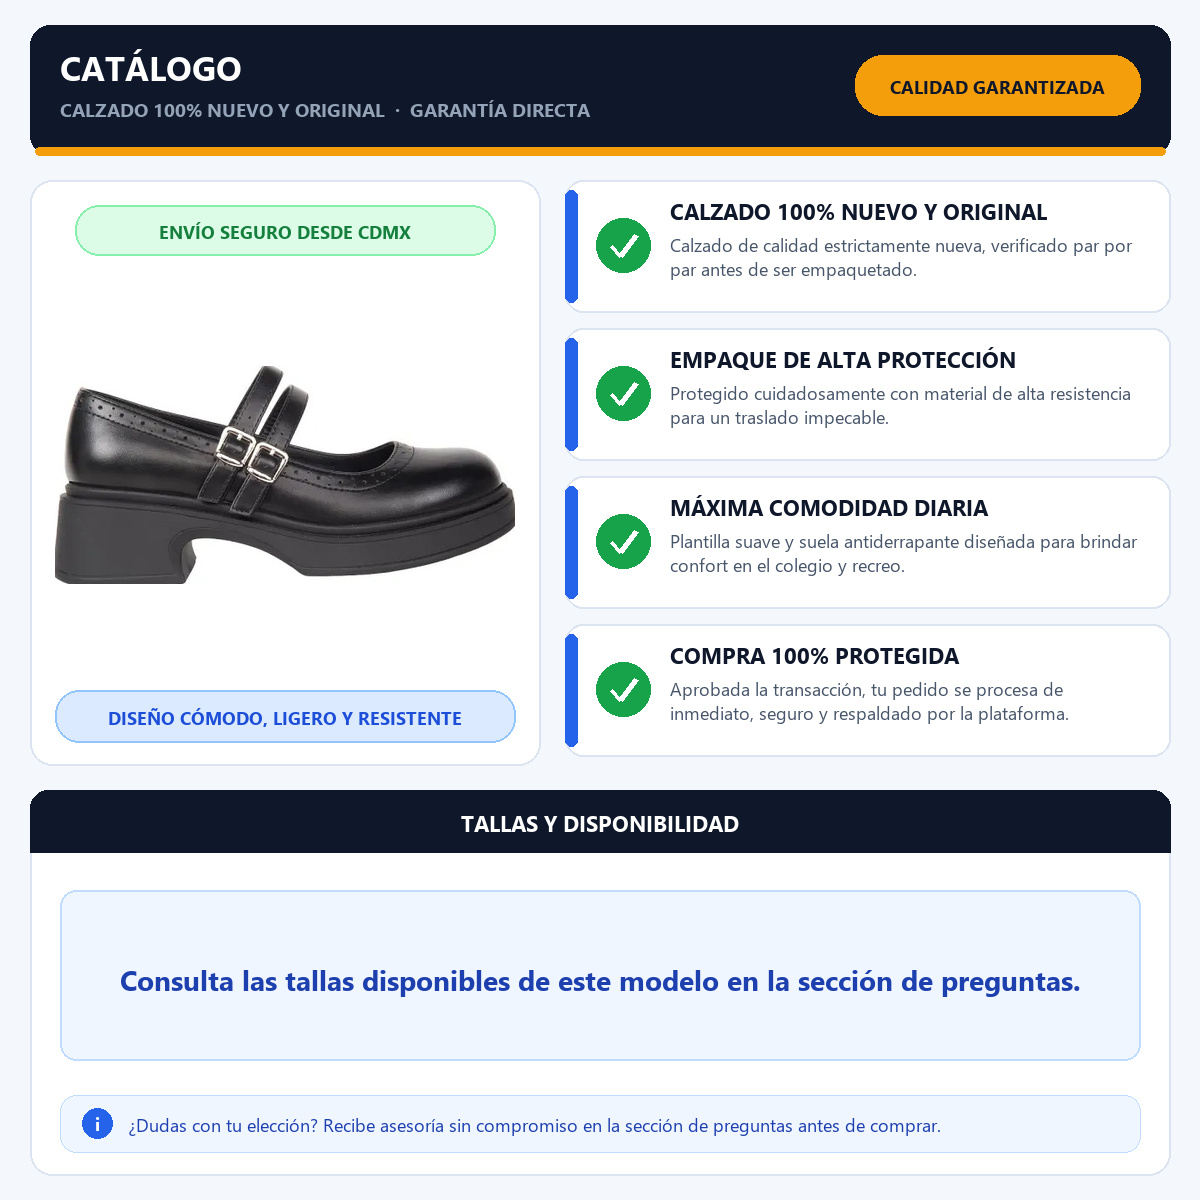 CATÁLOGO
CALZADO 100% NUEVO Y ORIGINAL · GARANTÍA DIRECTA
CALIDAD GARANTIZADA
ENVÍO SEGURO DESDE CDMX
DISEÑO CÓMODO, LIGERO Y RESISTENTE
CALZADO 100% NUEVO Y ORIGINAL
Calzado de calidad estrictamente nueva, verificado par por
par antes de ser empaquetado.
EMPAQUE DE ALTA PROTECCIÓN
Protegido cuidadosamente con material de alta resistencia
para un traslado impecable.
MÁXIMA COMODIDAD DIARIA
Plantilla suave y suela antiderrapante diseñada para brindar
confort en el colegio y recreo.
COMPRA 100% PROTEGIDA
Aprobada la transacción, tu pedido se procesa de
inmediato, seguro y respaldado por la plataforma.
TALLAS Y DISPONIBILIDAD
Consulta las tallas disponibles de este modelo en la sección de preguntas.
i
¿Dudas con tu elección? Recibe asesoría sin compromiso en la sección de preguntas antes de comprar.